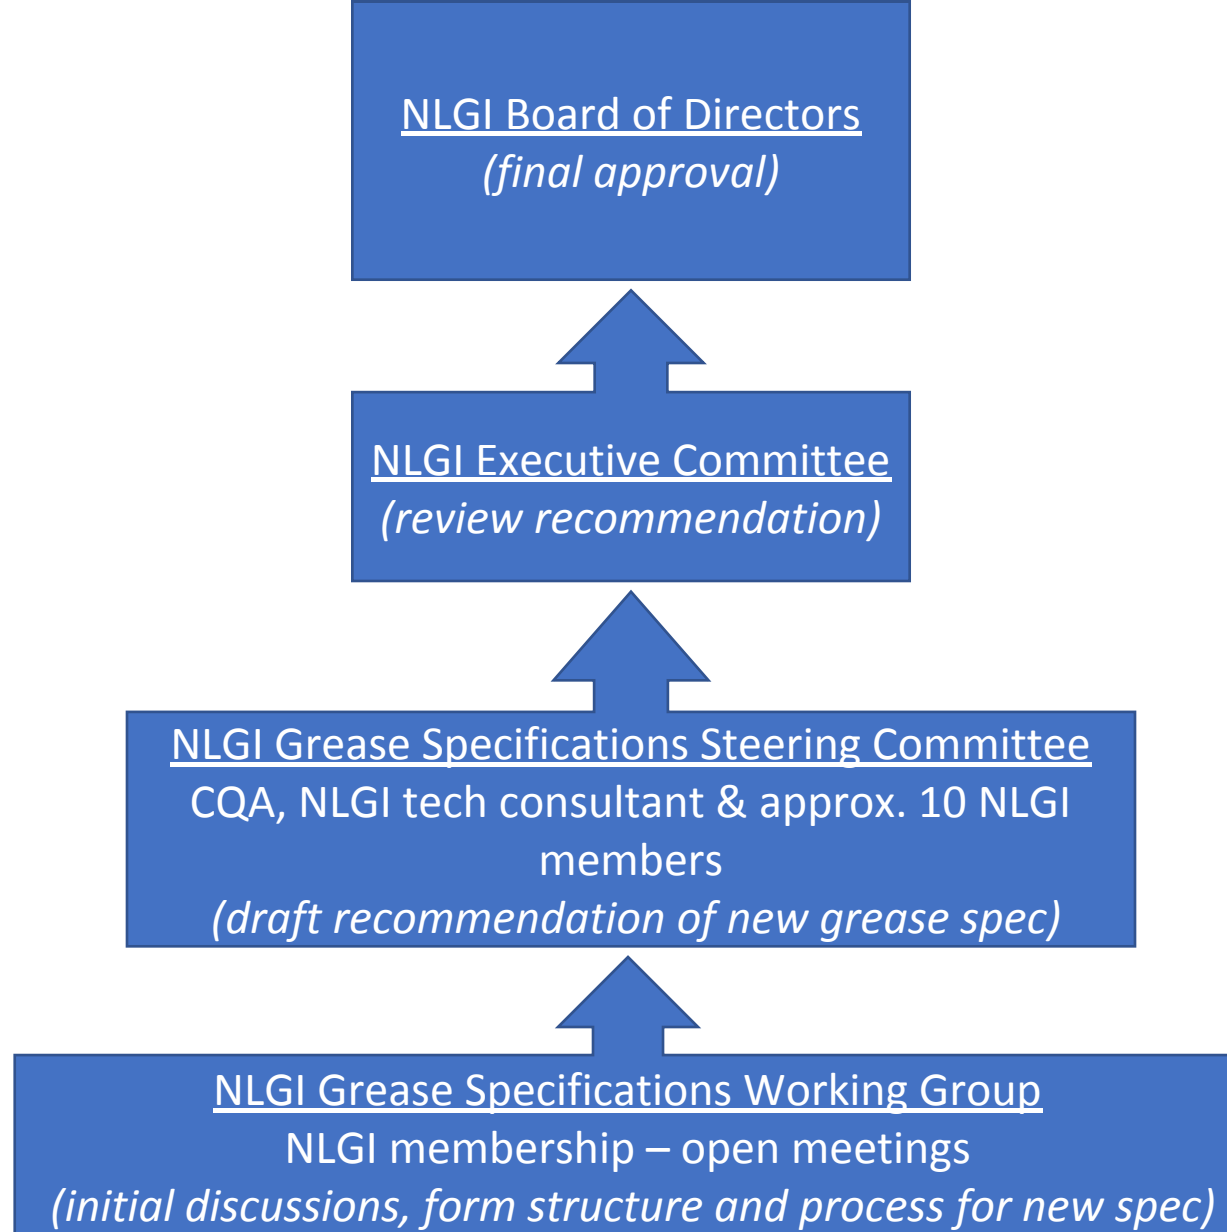 NLGI Board of Directors
(final approval)
NLGI Executive Committee
(review recommendation)
NLGI Grease Specifications Steering Committee
CQA, NLGI tech consultant & approx. 10 NLGI
members
(draft recommendation of new grease spec)
NLGI Grease Specifications Working Group
NLGI membership – open meetings
(initial discussions, form structure and process for new spec)